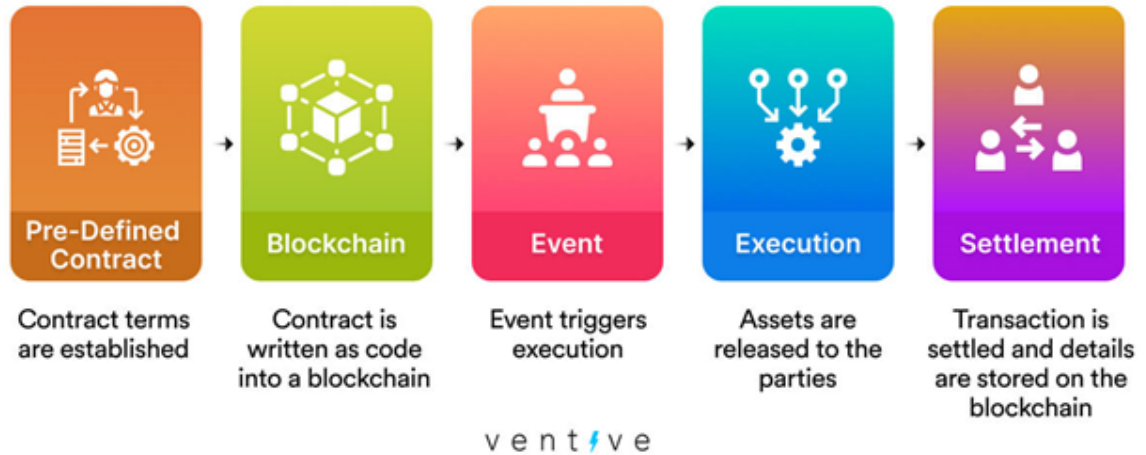 Pre-Defined
Contract
Blockchain
Event
Execution
Settlement
Contract terms
are established
Contract is
written as code
into a blockchain
Event triggers
execution
Assets are
released to the
parties
Transaction is
settled and details
are stored on the
blockchain
ventive